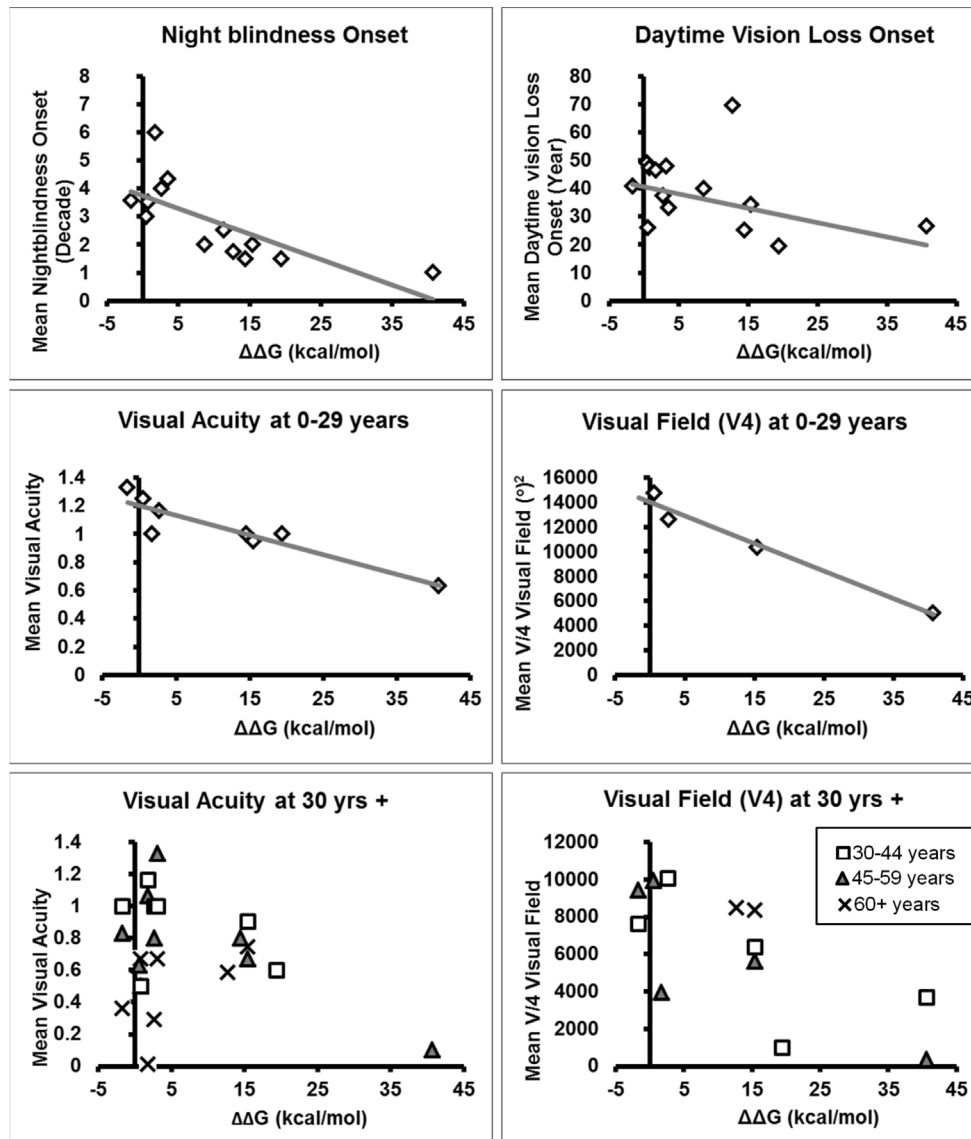 Night blindness Onset
Mean Nightblindness Onset
(Decade)
8
7
6
5
4
3
2
1
0
-5 5 15 25 35 45
ΔΔG (kcal/mol)
Daytime Vision Loss Onset
Mean Daytime vision Loss
Onset (Year)
80
70
60
50
40
30
20
10
0
-5 5 15 25 35 45
ΔΔG(kcal/mol)
Visual Acuity at 0-29 years
Mean Visual Acuity
1.4
1.2
1
0.8
0.6
0.4
0.2
0
-5 5 15 25 35 45
ΔΔG (kcal/mol)
Visual Field (V4) at 0-29 years
Mean V/4 Visual Field (º)²
16000
14000
12000
10000
8000
6000
4000
2000
0
-5 5 15 25 35 45
ΔΔG (kcal/mol)
Visual Acuity at 30 yrs +
Mean Visual Acuity
1.4
1.2
1
0.8
0.6
0.4
0.2
0
-5 5 15 25 35 45
ΔΔG (kcal/mol)
Visual Field (V4) at 30 yrs +
Mean V/4 Visual Field
12000
10000
8000
6000
4000
2000
0
-5 5 15 25 35 45
ΔΔG (kcal/mol)
30-44 years
45-59 years
60+ years